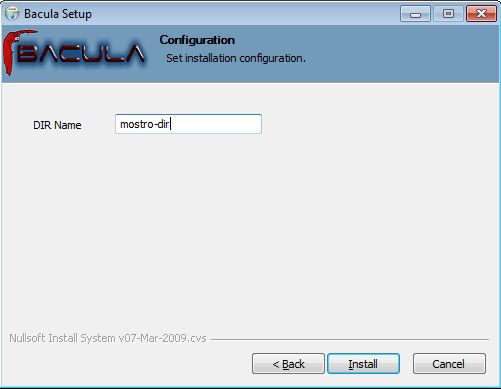 Bacula Setup
BACULA
Configuration
Set installation configuration.
DIR Name
mostro-dir
Nullsoft Install System v07-Mar-2009.cvs
< Back
Install
Cancel